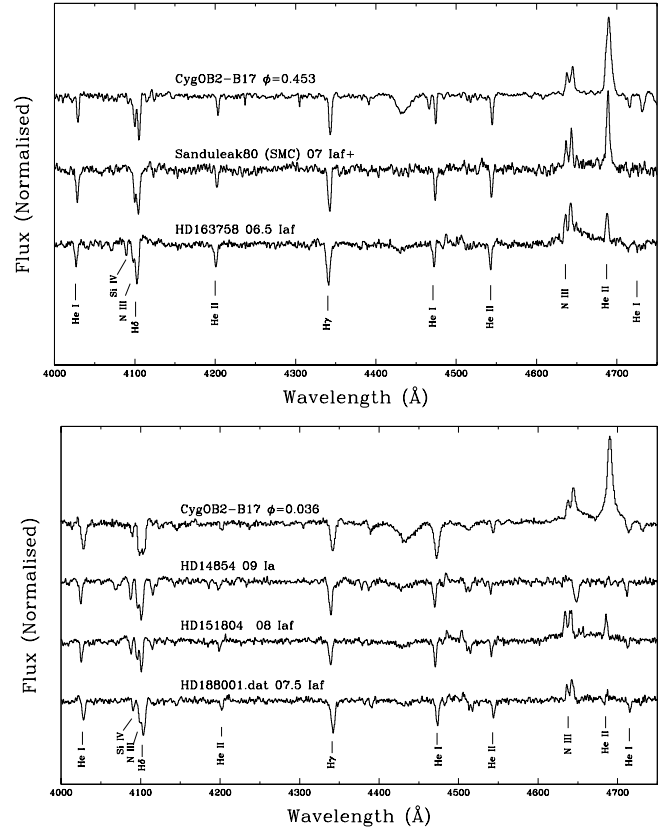 CygOB2-B17 φ=0.453
Sanduleak80 (SMC) O7 Iaf+
HD163758 O6.5 Iaf
He I
Si IV
N III
Hδ
He II
Hγ
He I
He II
N III
He II
He I
4000 4100 4200 4300 4400 4500 4600 4700
Wavelength (Å)
Flux (Normalised)
CygOB2-B17 φ=0.036
HD14854 O9 Ia
HD151804 O8 Iaf
HD188001.dat O7.5 Iaf
He I
Si IV
N III
Hδ
He II
Hγ
He I
He II
N III
He II
He I
4000 4100 4200 4300 4400 4500 4600 4700
Wavelength (Å)
Flux (Normalised)